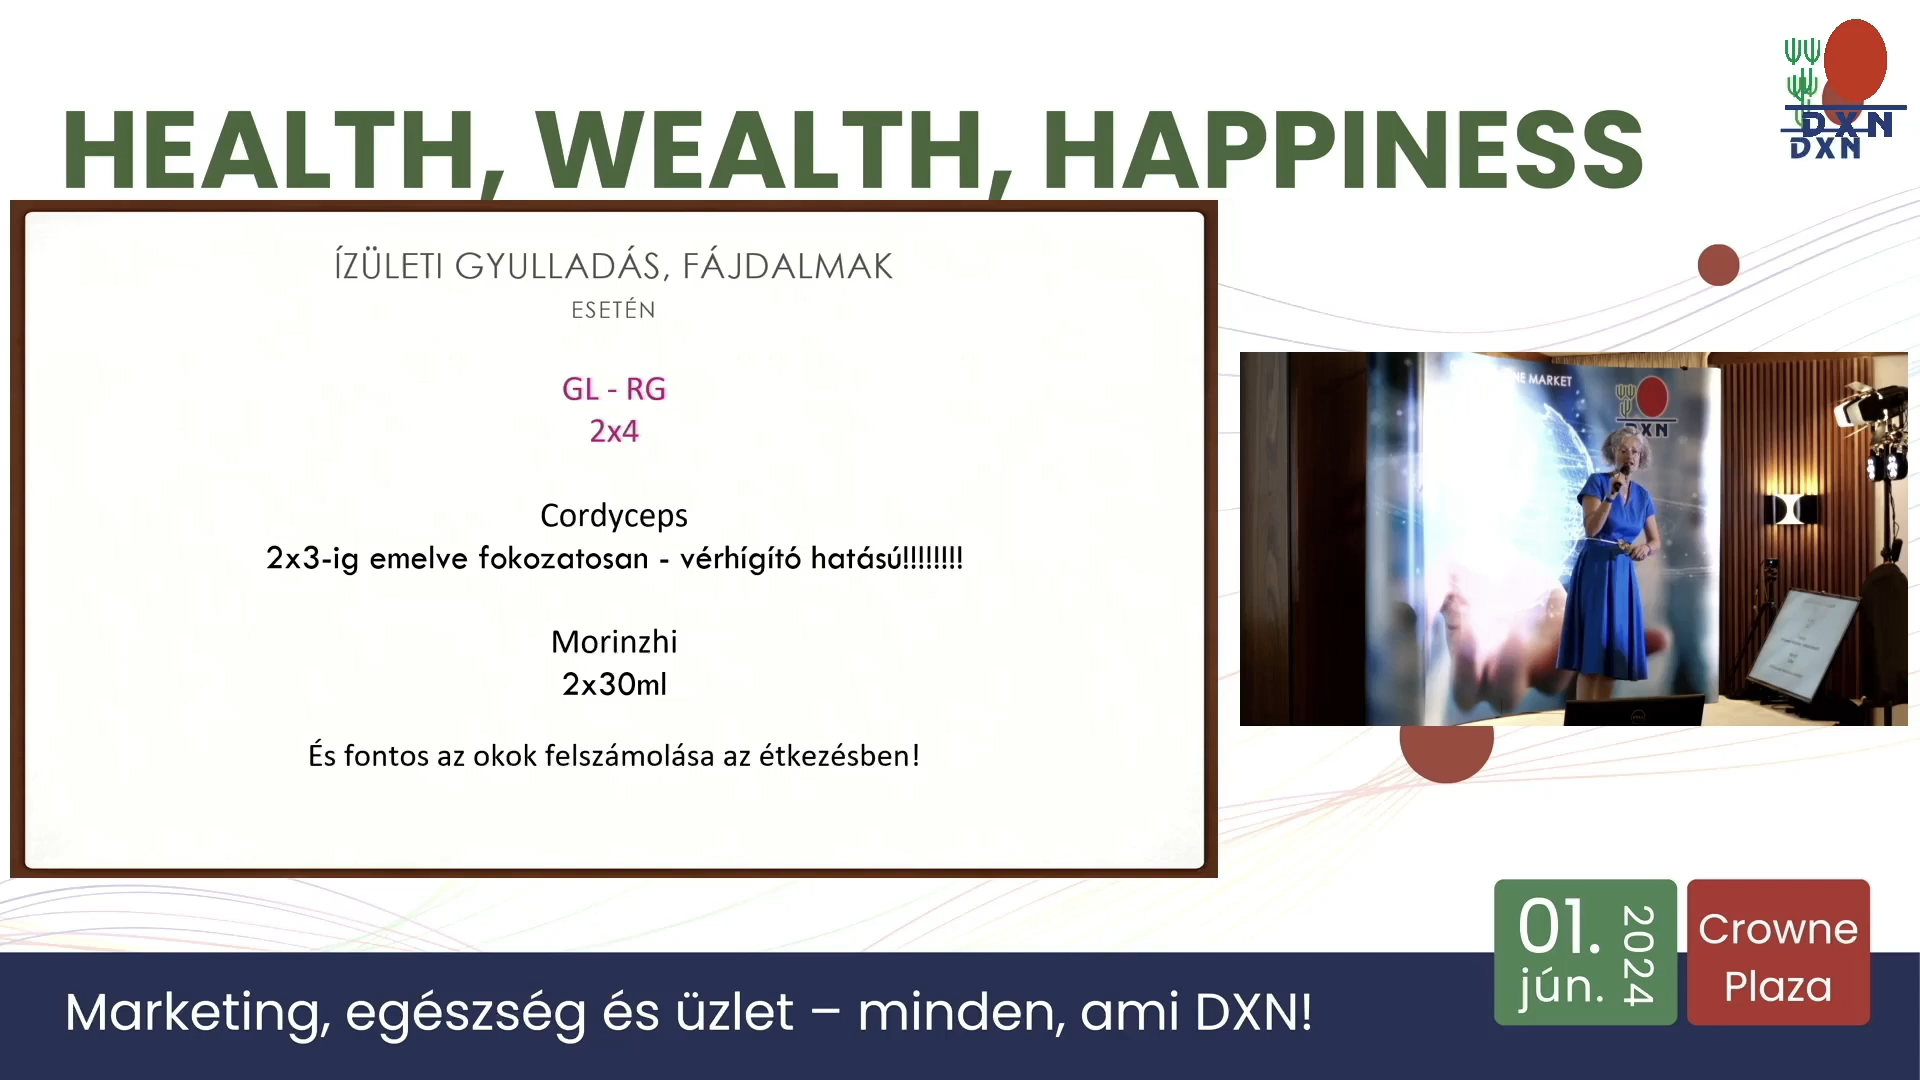 HEALTH, WEALTH, HAPPINESS
DXN
DXN
ÍZÜLETI GYULLADÁS, FÁJDALMAK
ESETÉN
GL - RG
2x4
Cordyceps
2x3-ig emelve fokozatosan - vérhígító hatású!!!!!!!!
Morinzhi
2x30ml
És fontos az okok felszámolása az étkezésben!
THE MARKET
DXN
01.
jún.
2024
Crowne
Plaza
Marketing, egészség és üzlet – minden, ami DXN!